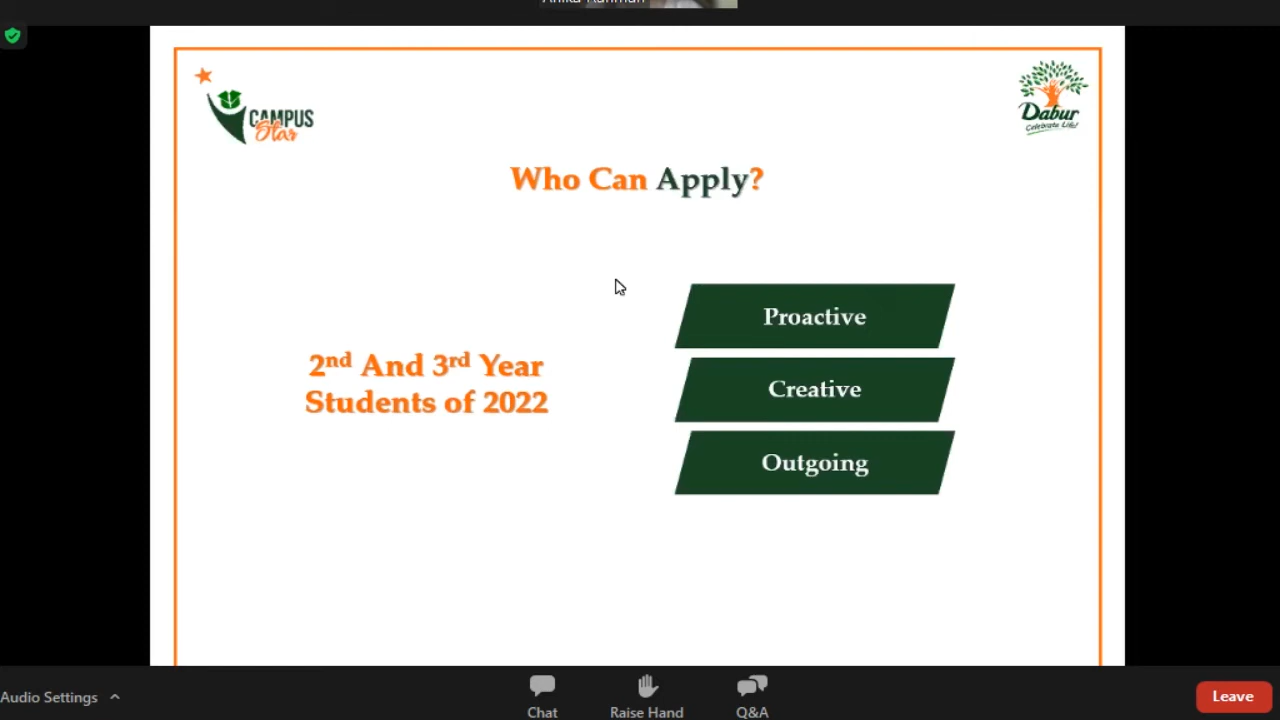 CAMPUS
Star
Dabur
Celebrate Life!
Who Can Apply?
2nd And 3rd Year
Students of 2022
Proactive
Creative
Outgoing
Audio Settings
Chat
Raise Hand
Q&A
Leave